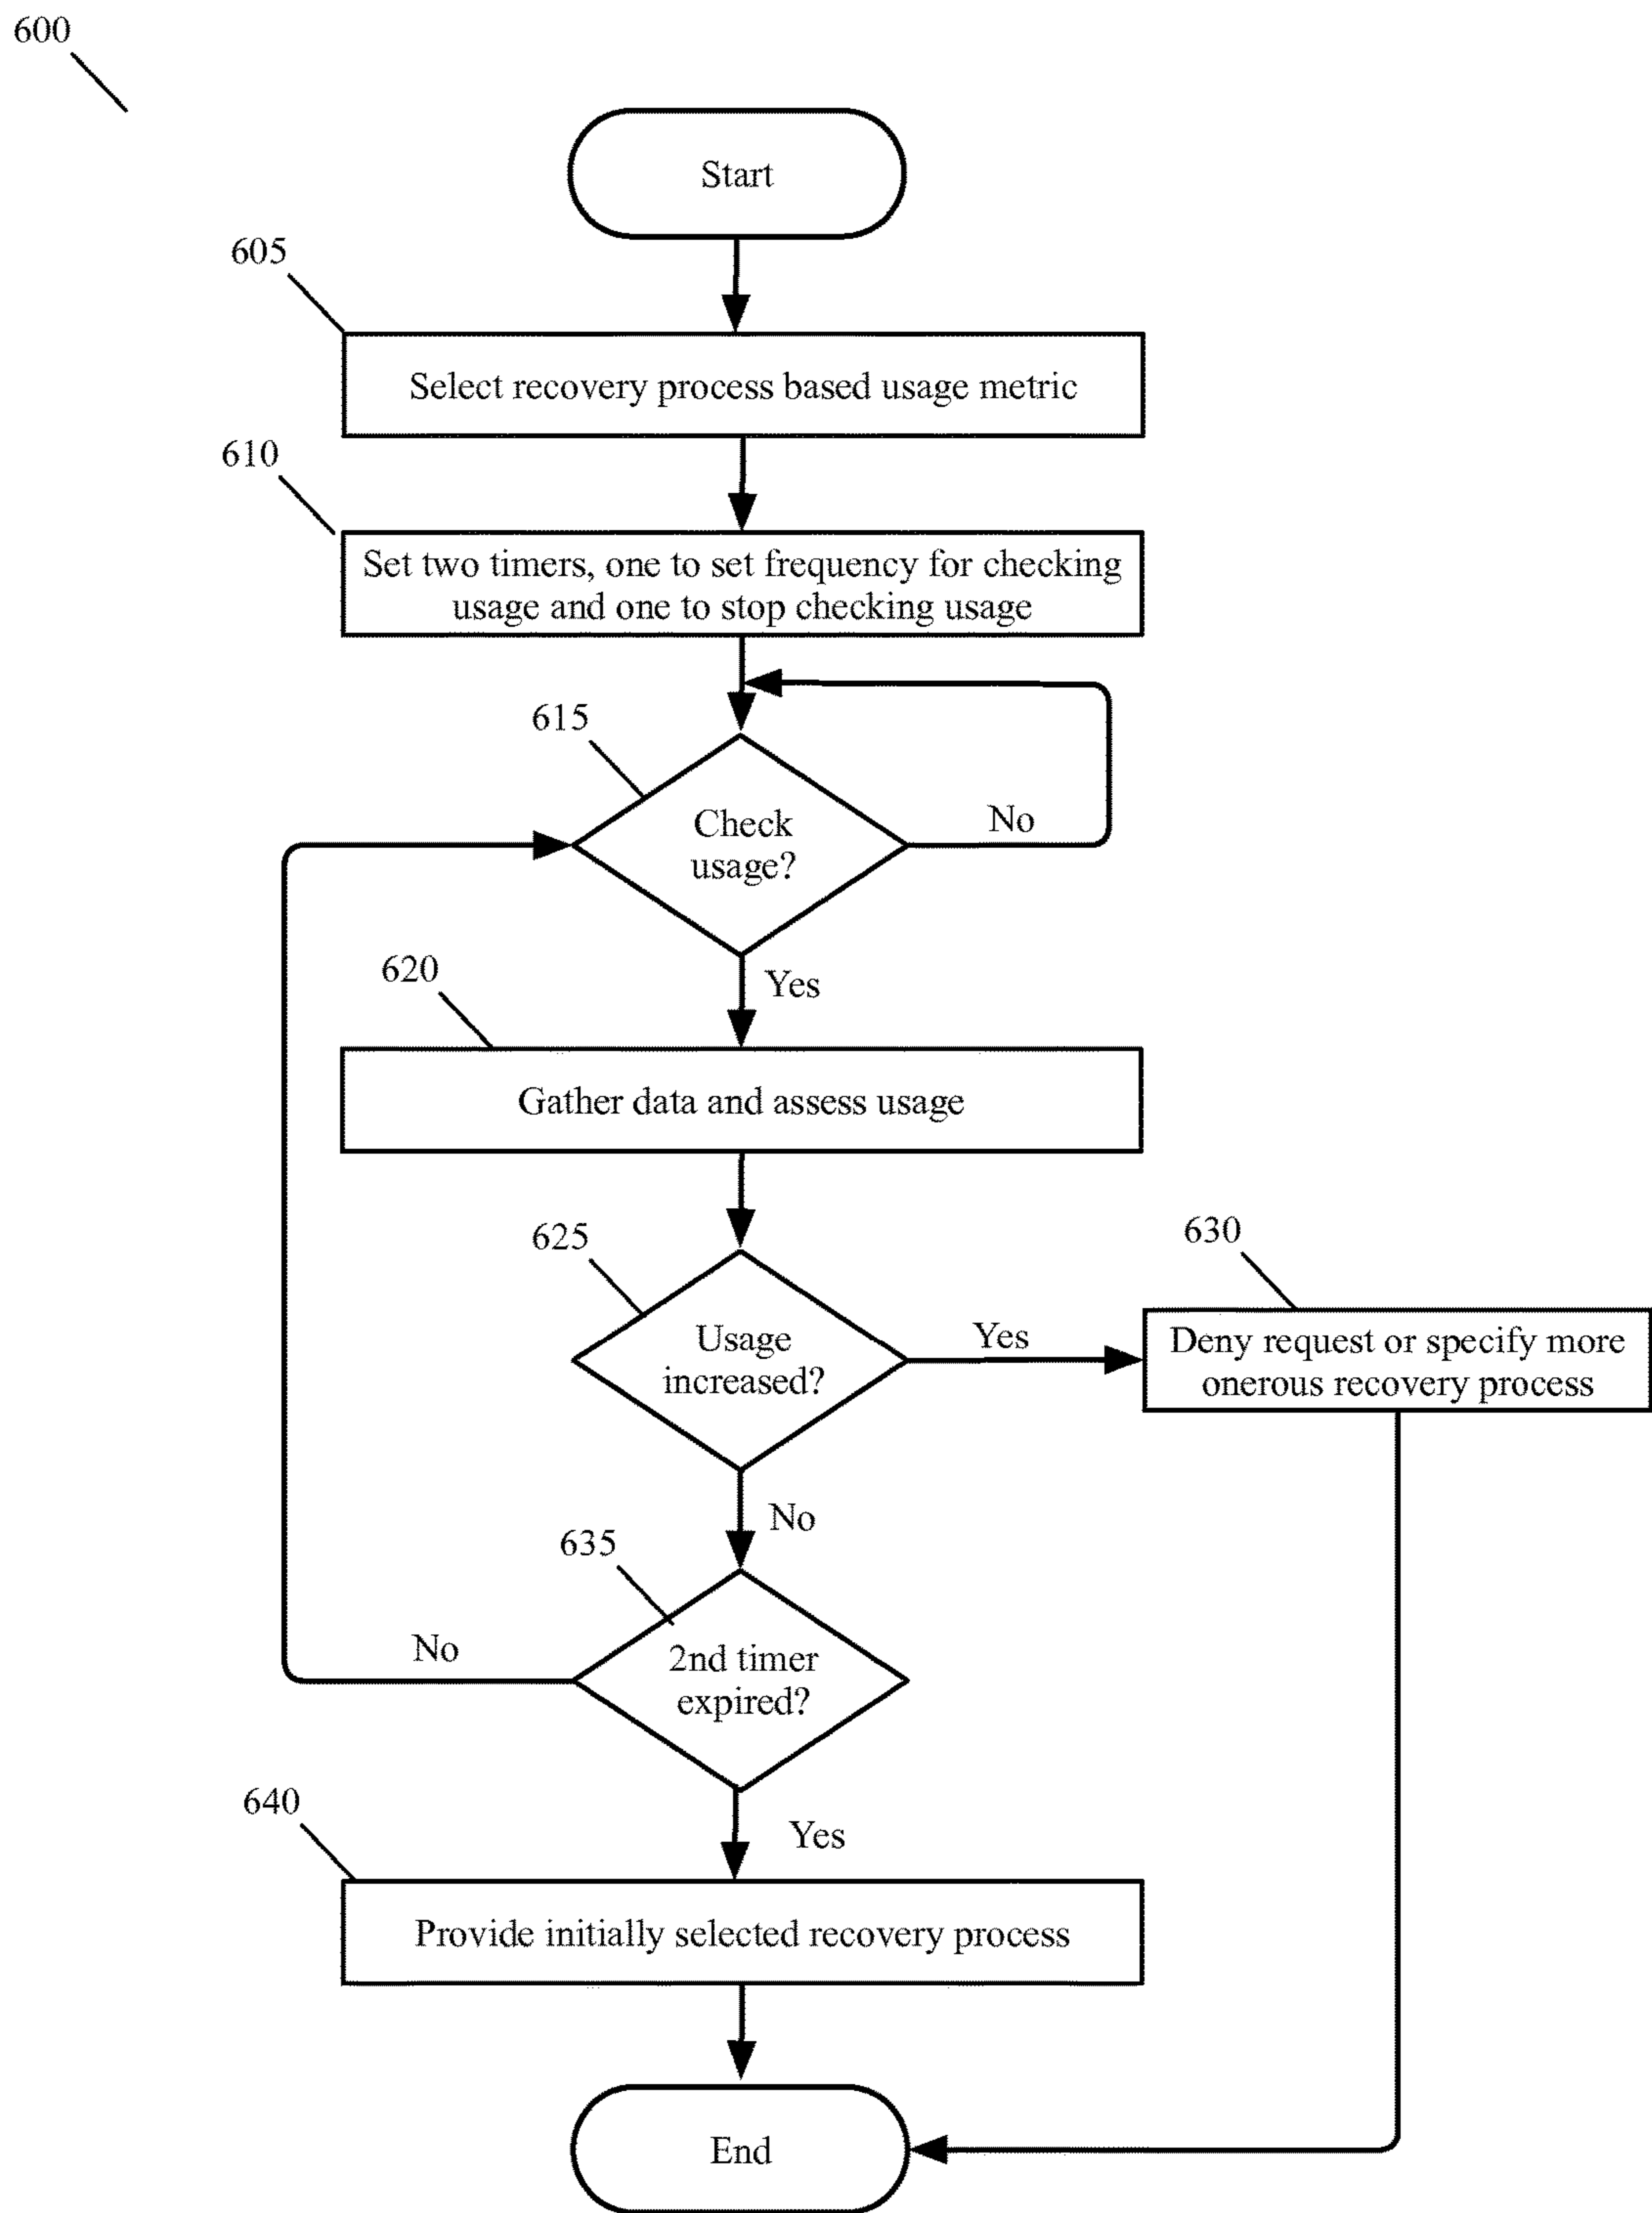 600
Start
605
Select recovery process based usage metric
610
Set two timers, one to set frequency for checking
usage and one to stop checking usage
615
Check
usage?
No
Yes
620
Gather data and assess usage
625
Usage
increased?
Yes
630
Deny request or specify more
onerous recovery process
No
635
2nd timer
expired?
No
Yes
640
Provide initially selected recovery process
End